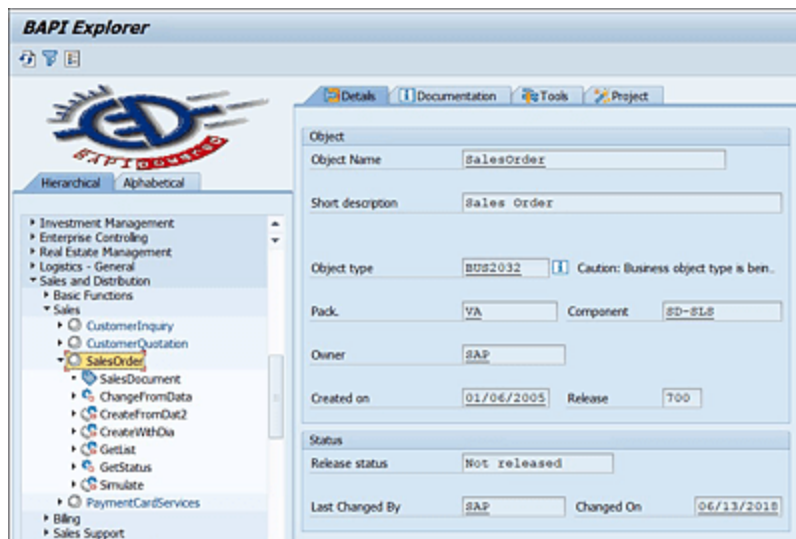 BAPI Explorer
BAPI POWERED
Hierarchical Alphabetical
Investment Management
Enterprise Controlling
Real Estate Management
Logistics - General
Sales and Distribution
Basic Functions
Sales
CustomerInquiry
CustomerQuotation
SalesOrder
SalesDocument
ChangeFromData
CreateFromDat2
CreateWithDia
GetList
GetStatus
Simulate
PaymentCardServices
Billing
Sales Support
Details Documentation Tools Project
Object
Object Name SalesOrder
Short description Sales Order
Object type BUS2032 Caution: Business object type is bein..
Pack. VA Component SD-SLS
Owner SAP
Created on 01/06/2005 Release 700
Status
Release status Not released
Last Changed By SAP Changed On 06/13/2018